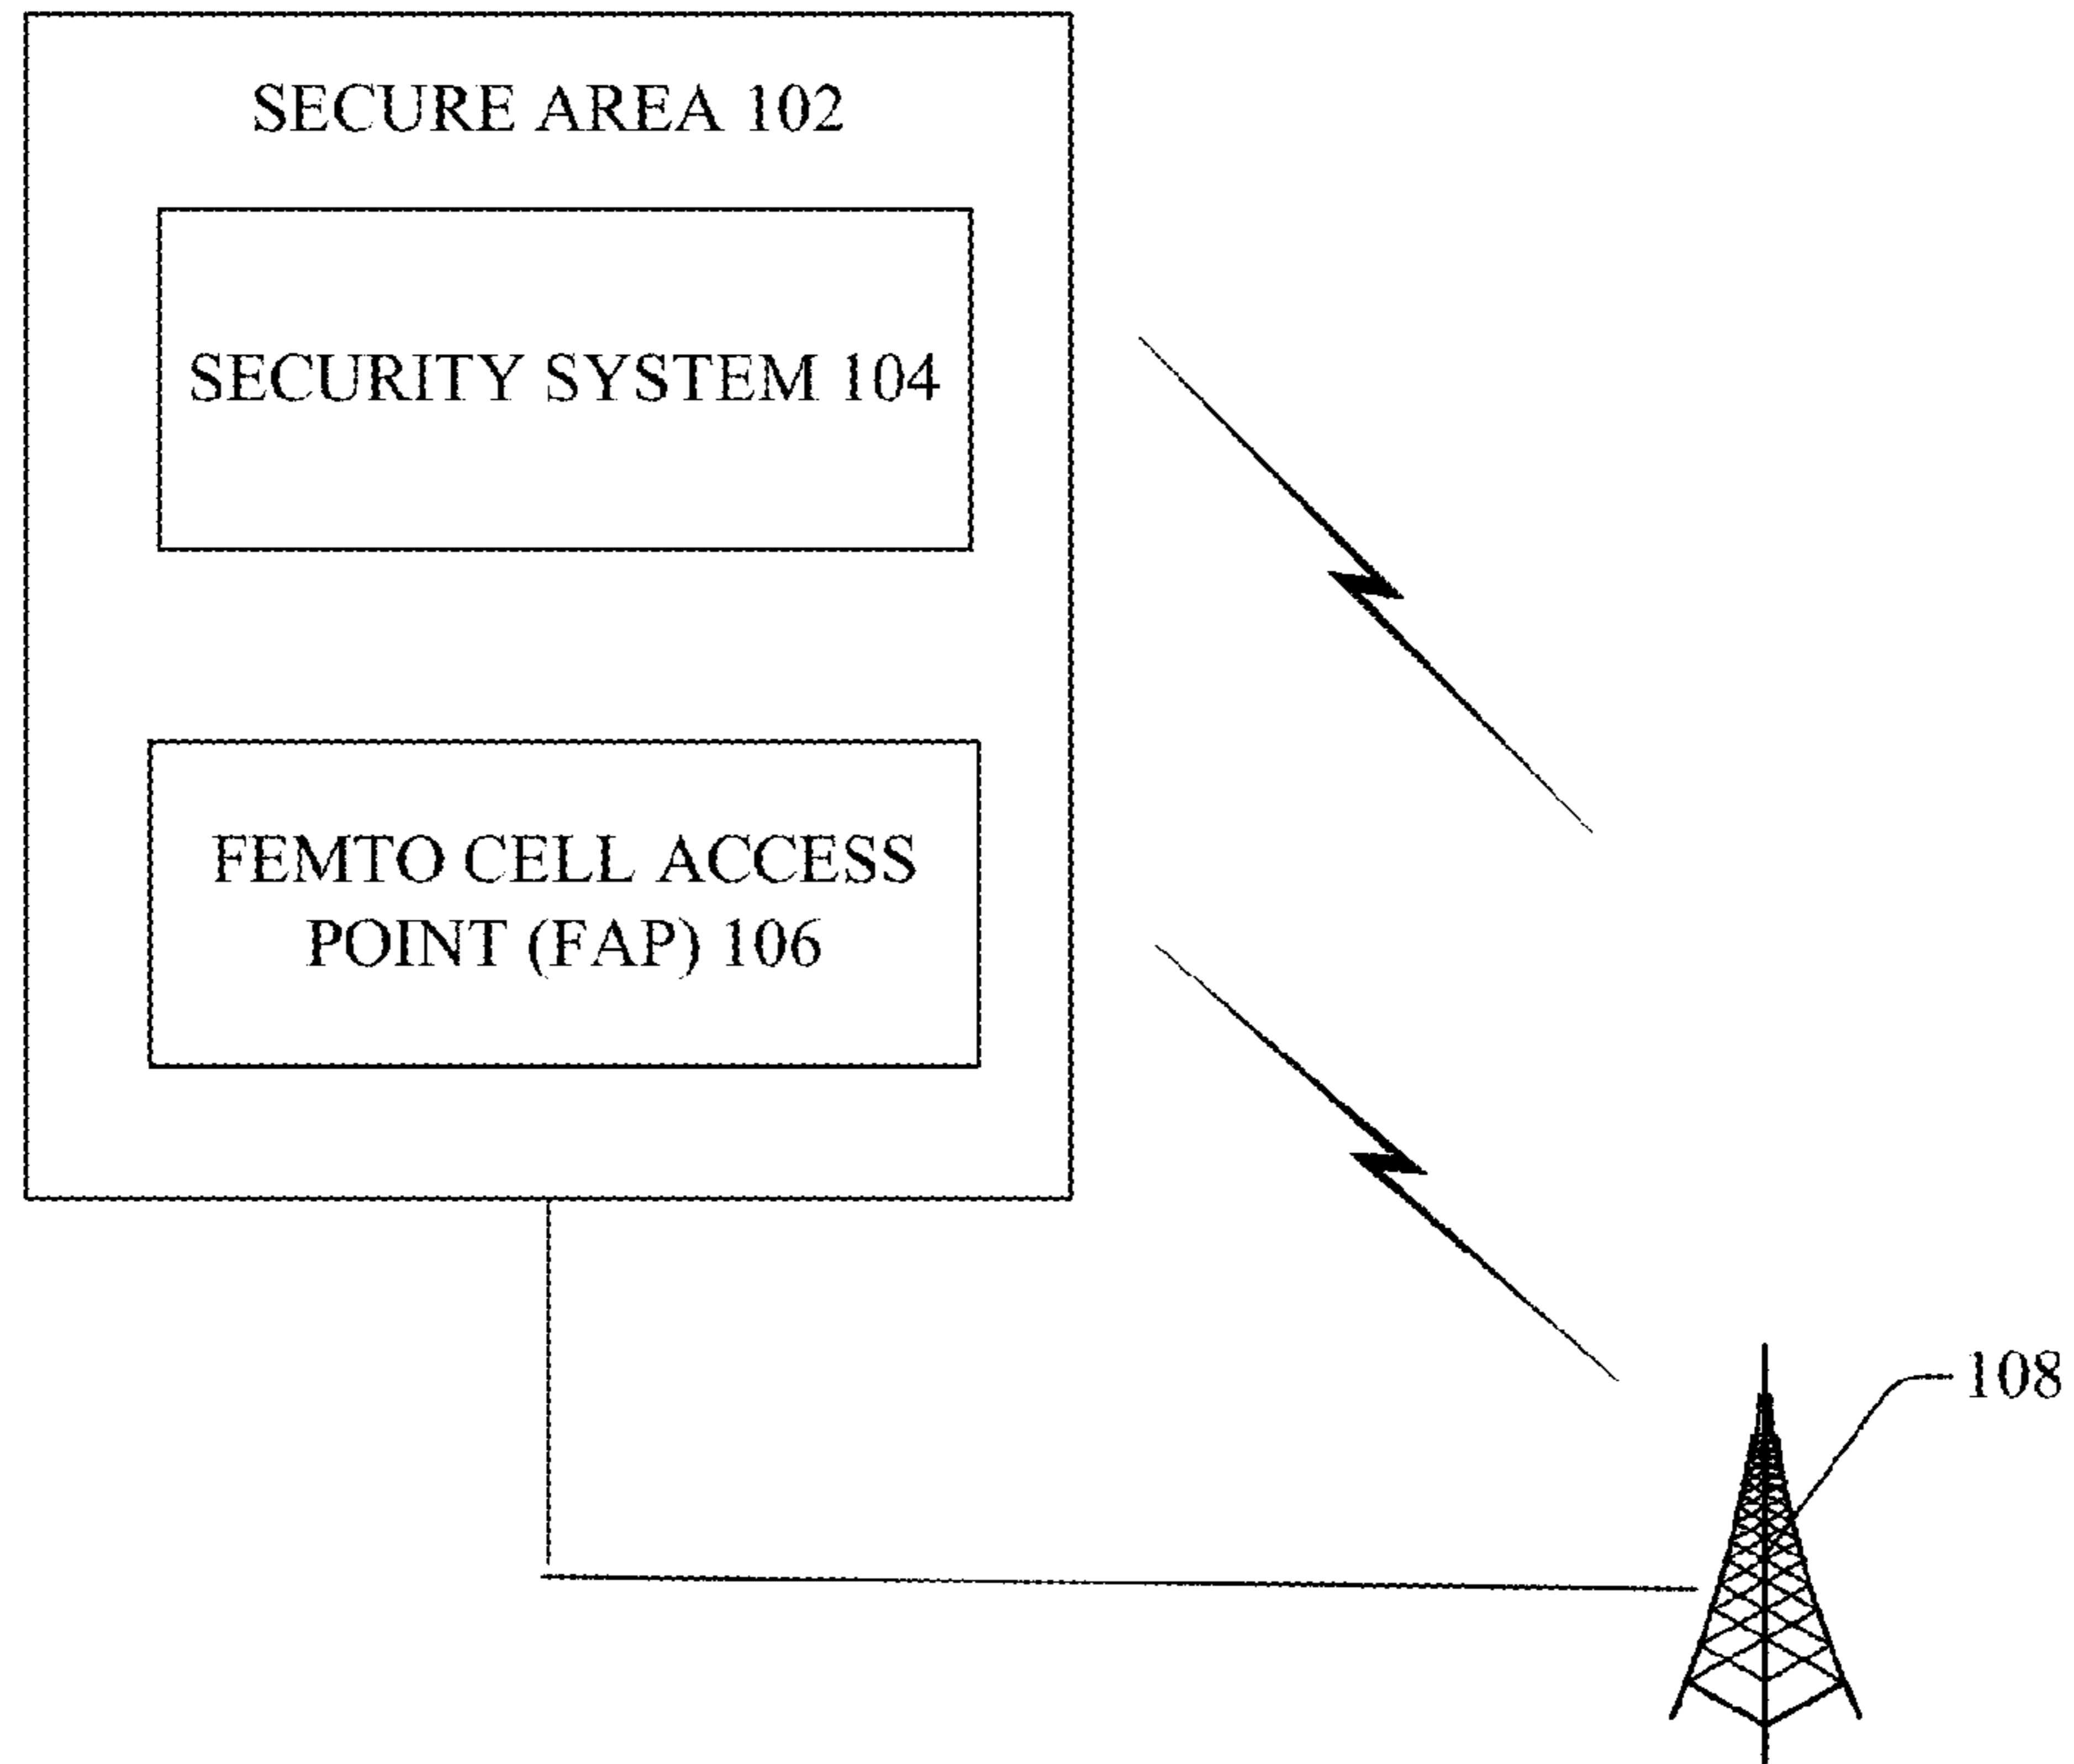 SECURE AREA 102
SECURITY SYSTEM 104
FEMTO CELL ACCESS
POINT (FAP) 106
108